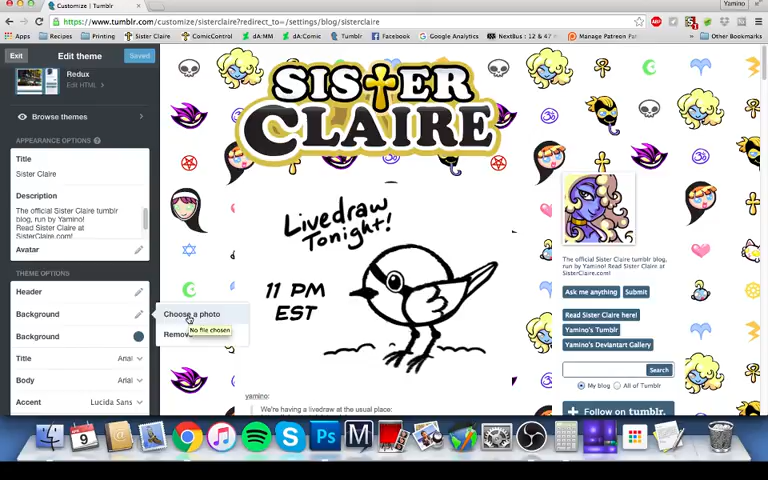 Customize | Tumblr
Yamino
https://www.tumblr.com/customize/sisterclaire?redirect_to=/settings/blog/sisterclaire
Apps
Recipes
Printing
Sister Claire
ComicControl
dA:MM
dA:Comic
Tumblr
Facebook
Google Analytics
NextBus : 12 & 47
Manage Patreon Par
Other Bookmarks
Exit
Edit theme
Saved
Redux
Edit HTML
Browse themes
APPEARANCE OPTIONS
Title
Sister Claire
Description
The official Sister Claire tumblr
blog, run by Yamino!
Read Sister Claire at
SisterClaire.com!
Avatar
THEME OPTIONS
Header
Background
Background
Title
Arial
Body
Arial
Accent
Lucida Sans
Choose a photo
No file chosen
Remove
SISTER
CLAIRE
Livedraw
Tonight!
11 PM
EST
yamino:
We're having a livedraw at the usual place:
The official Sister Claire tumblr blog,
run by Yamino! Read Sister Claire at
SisterClaire.com!
Ask me anything
Submit
Read Sister Claire here!
Yamino's Tumblr
Yamino's Deviantart Gallery
Search
My blog
All of Tumblr
Follow on tumblr.
9
Ps